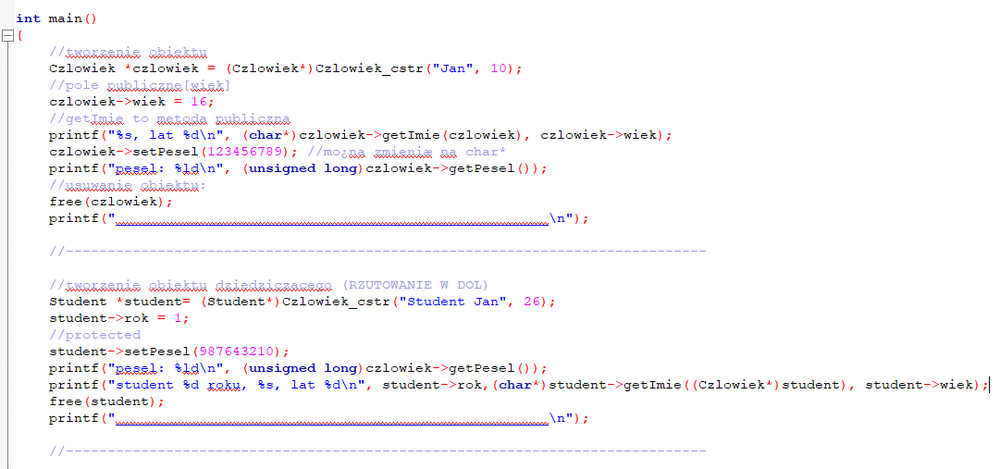 int main()
{
//tworzenie obiektu
Czlowiek *czlowiek = (Czlowiek*)Czlowiek_cstr("Jan", 10);
//pole publiczne[wiek]
czlowiek->wiek = 16;
//getImie to metoda publiczna
printf("%s, lat %d\n", (char*)czlowiek->getImie(czlowiek), czlowiek->wiek);
czlowiek->setPesel(123456789); //mo¿na zmieniæ na char*
printf("pesel: %ld\n", (unsigned long)czlowiek->getPesel());
//usuwanie obiektu:
free(czlowiek);
printf("____________________________________________________\n");
//-----------------------------------------------------------------------------
//tworzenie obiektu dziedziczacego (RZUTOWANIE W DOL)
Student *student= (Student*)Czlowiek_cstr("Student Jan", 26);
student->rok = 1;
//protected
student->setPesel(987643210);
printf("pesel: %ld\n", (unsigned long)czlowiek->getPesel());
printf("student %d roku, %s, lat %d\n", student->rok,(char*)student->getImie((Czlowiek*)student), student->wiek);
free(student);
printf("____________________________________________________\n");
//-----------------------------------------------------------------------------